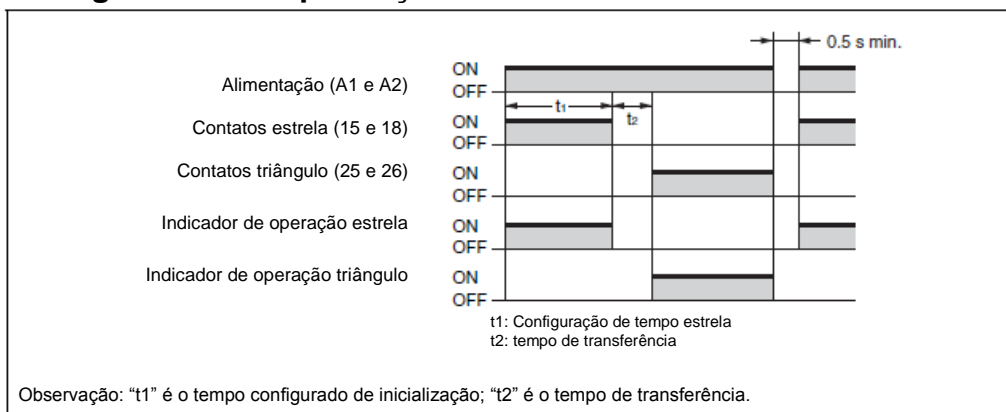 0.5 s min.
Alimentação (A1 e A2) ON OFF
t1 t2
Contatos estrela (15 e 18) ON OFF
Contatos triângulo (25 e 26) ON OFF
Indicador de operação estrela ON OFF
Indicador de operação triângulo ON OFF
t1: Configuração de tempo estrela
t2: tempo de transferência
Observação: “t1” é o tempo configurado de inicialização; “t2” é o tempo de transferência.